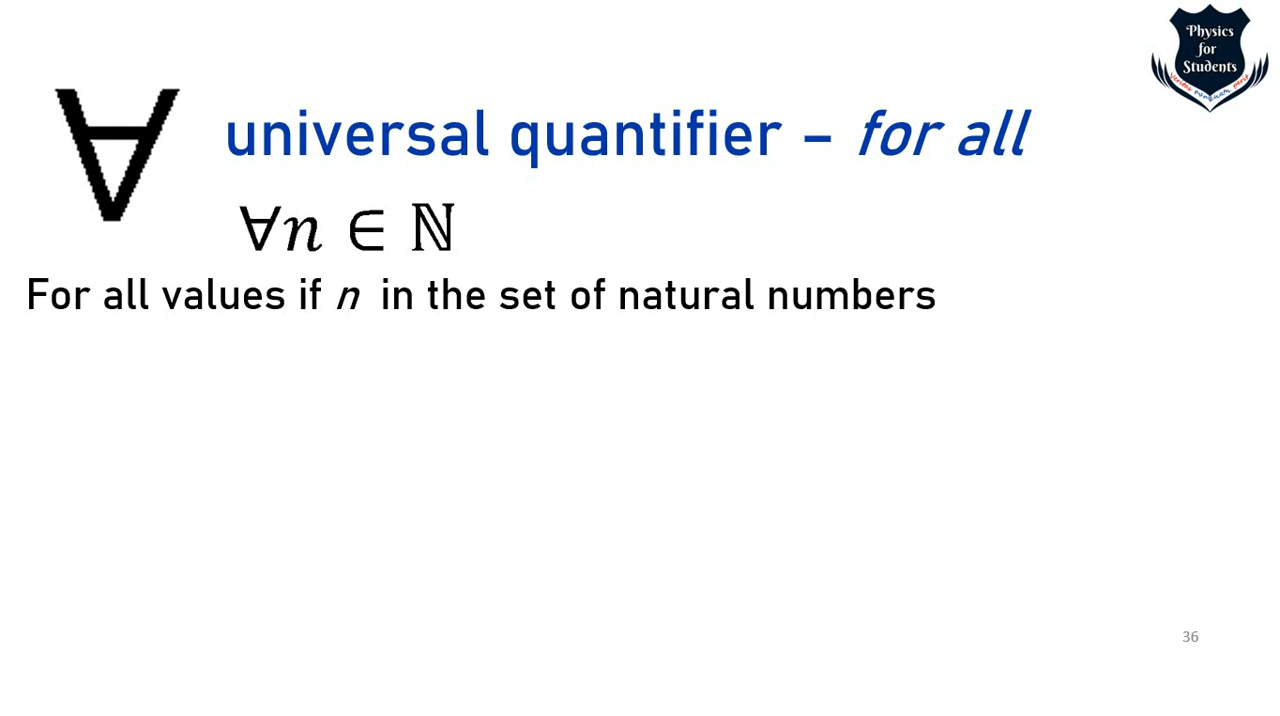 Physics
for
Students
∀ universal quantifier – for all
∀n ∈ ℕ
For all values if n in the set of natural numbers
36